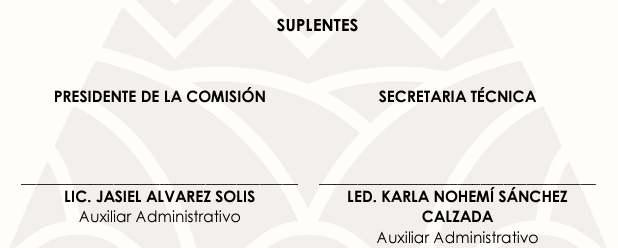 SUPLENTES
PRESIDENTE DE LA COMISIÓN
SECRETARIA TÉCNICA
LIC. JASIEL ALVAREZ SOLIS
Auxiliar Administrativo
LED. KARLA NOHEMÍ SÁNCHEZ
CALZADA
Auxiliar Administrativo